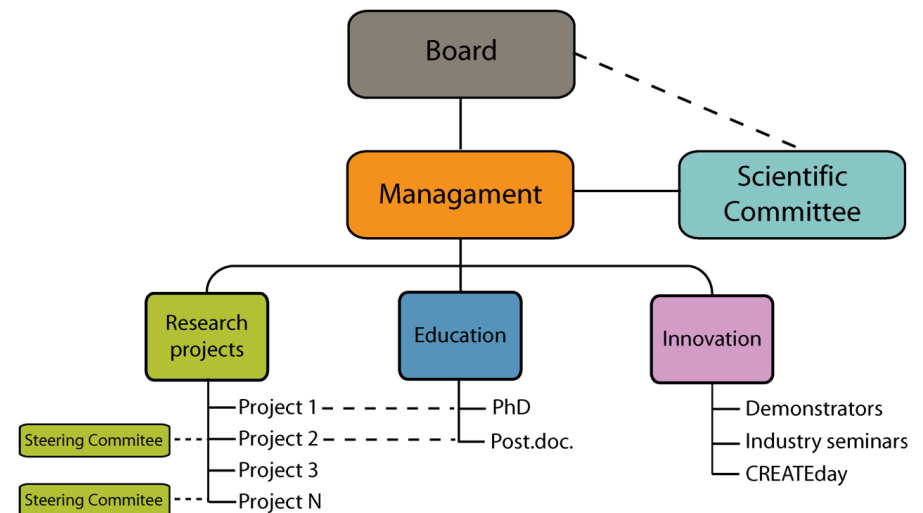 Board
Managament
Scientific
Committee
Research
projects
Education
Innovation
Project 1
PhD
Demonstrators
Steering Commitee
Project 2
Post.doc.
Industry seminars
Project 3
CREATEday
Steering Commitee
Project N